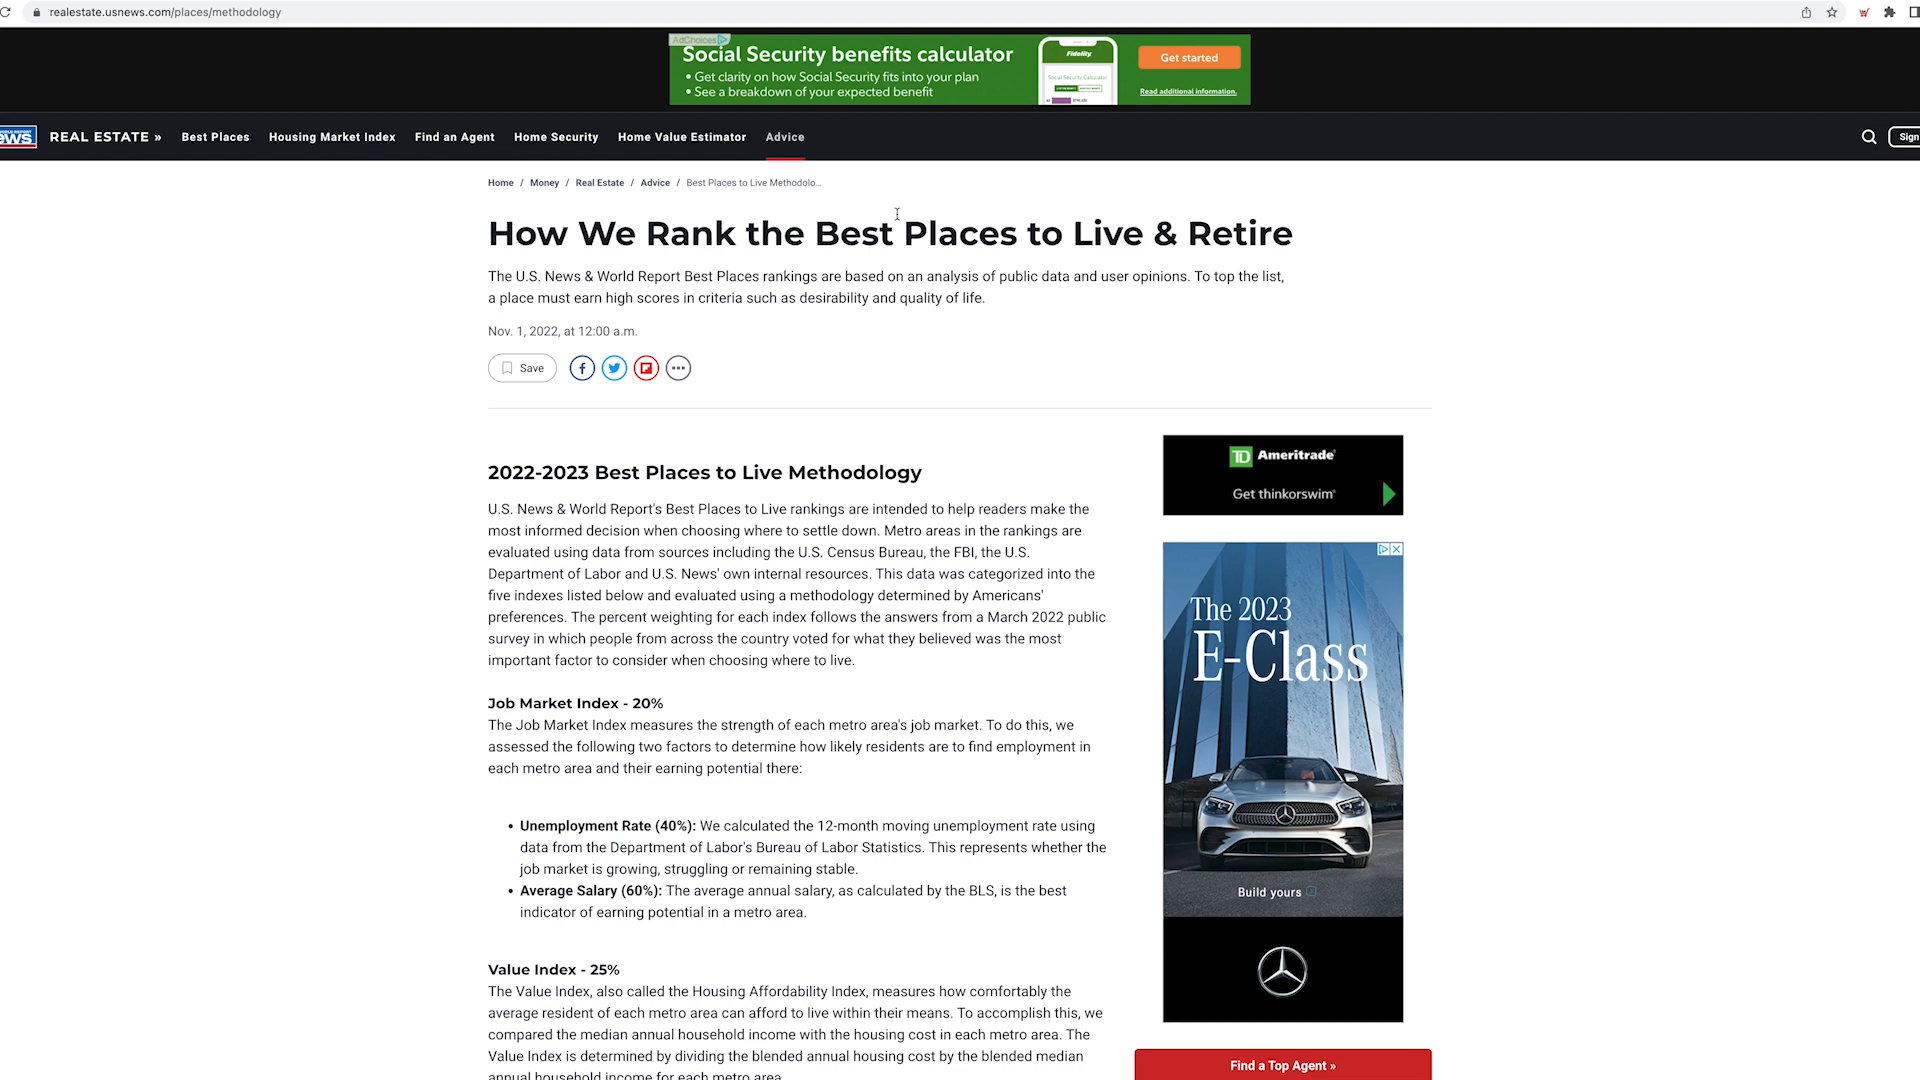 realestate.usnews.com/places/methodology
AdChoices
Social Security benefits calculator
• Get clarity on how Social Security fits into your plan
• See a breakdown of your expected benefit
Fidelity
Social Security Calculator
Get started
Read additional information.
REAL ESTATE »
Best Places
Housing Market Index
Find an Agent
Home Security
Home Value Estimator
Advice
Sign
Home / Money / Real Estate / Advice / Best Places to Live Methodolo...
How We Rank the Best Places to Live & Retire
The U.S. News & World Report Best Places rankings are based on an analysis of public data and user opinions. To top the list,
a place must earn high scores in criteria such as desirability and quality of life.
Nov. 1, 2022, at 12:00 a.m.
Save
2022-2023 Best Places to Live Methodology
U.S. News & World Report's Best Places to Live rankings are intended to help readers make the
most informed decision when choosing where to settle down. Metro areas in the rankings are
evaluated using data from sources including the U.S. Census Bureau, the FBI, the U.S.
Department of Labor and U.S. News' own internal resources. This data was categorized into the
five indexes listed below and evaluated using a methodology determined by Americans'
preferences. The percent weighting for each index follows the answers from a March 2022 public
survey in which people from across the country voted for what they believed was the most
important factor to consider when choosing where to live.
Job Market Index - 20%
The Job Market Index measures the strength of each metro area's job market. To do this, we
assessed the following two factors to determine how likely residents are to find employment in
each metro area and their earning potential there:
• Unemployment Rate (40%): We calculated the 12-month moving unemployment rate using
data from the Department of Labor's Bureau of Labor Statistics. This represents whether the
job market is growing, struggling or remaining stable.
• Average Salary (60%): The average annual salary, as calculated by the BLS, is the best
indicator of earning potential in a metro area.
Value Index - 25%
The Value Index, also called the Housing Affordability Index, measures how comfortably the
average resident of each metro area can afford to live within their means. To accomplish this, we
compared the median annual household income with the housing cost in each metro area. The
Value Index is determined by dividing the blended annual housing cost by the blended median
annual household income for each metro area.
TD Ameritrade
Get thinkorswim
The 2023
E-Class
Build yours
Find a Top Agent »